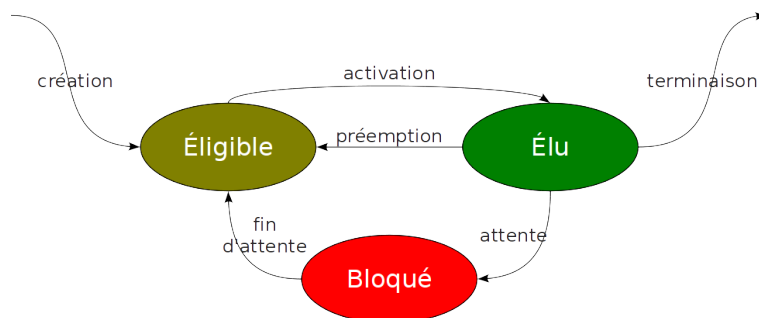 activation
création
terminaison
préemption
Éligible
Élu
fin
d'attente
attente
Bloqué